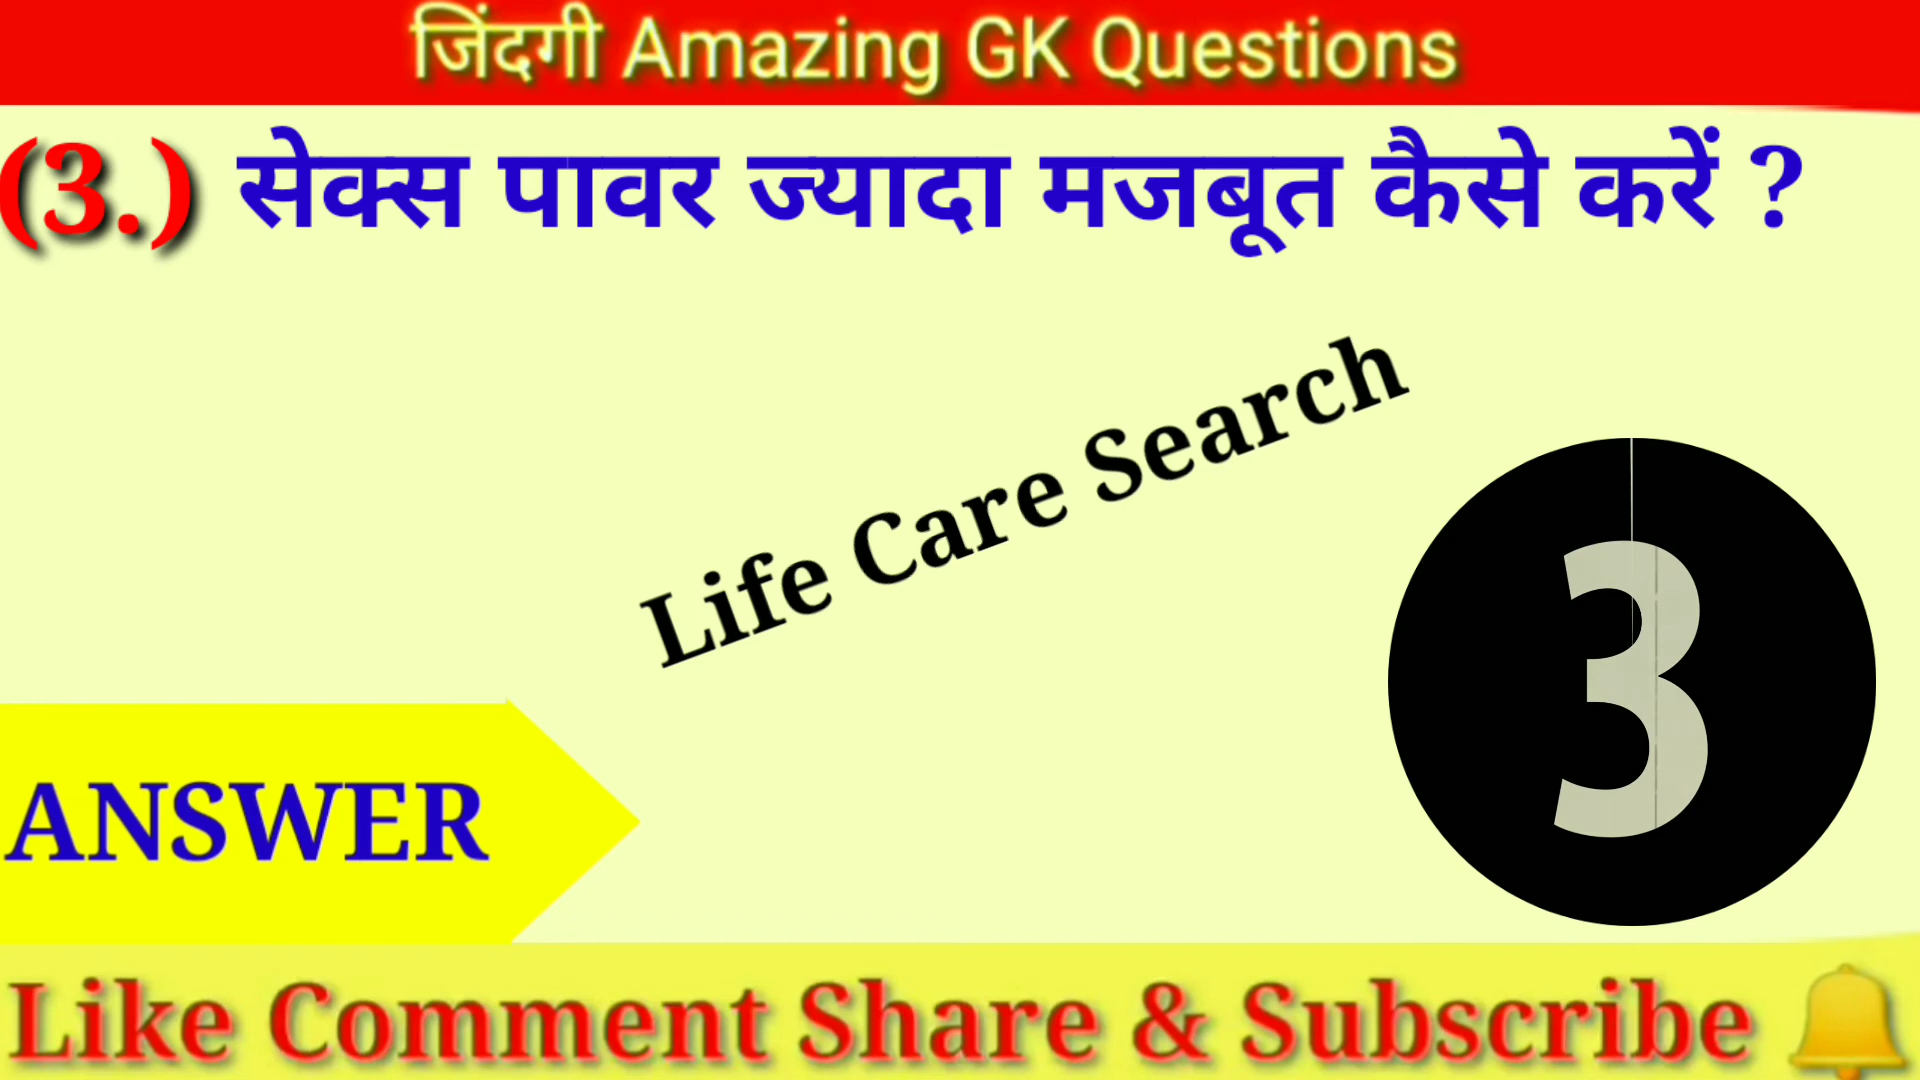 जिंदगी Amazing GK Questions
(3.) सेक्स पावर ज्यादा मजबूत कैसे करें ?
Life Care Search
3
ANSWER
Like Comment Share & Subscribe